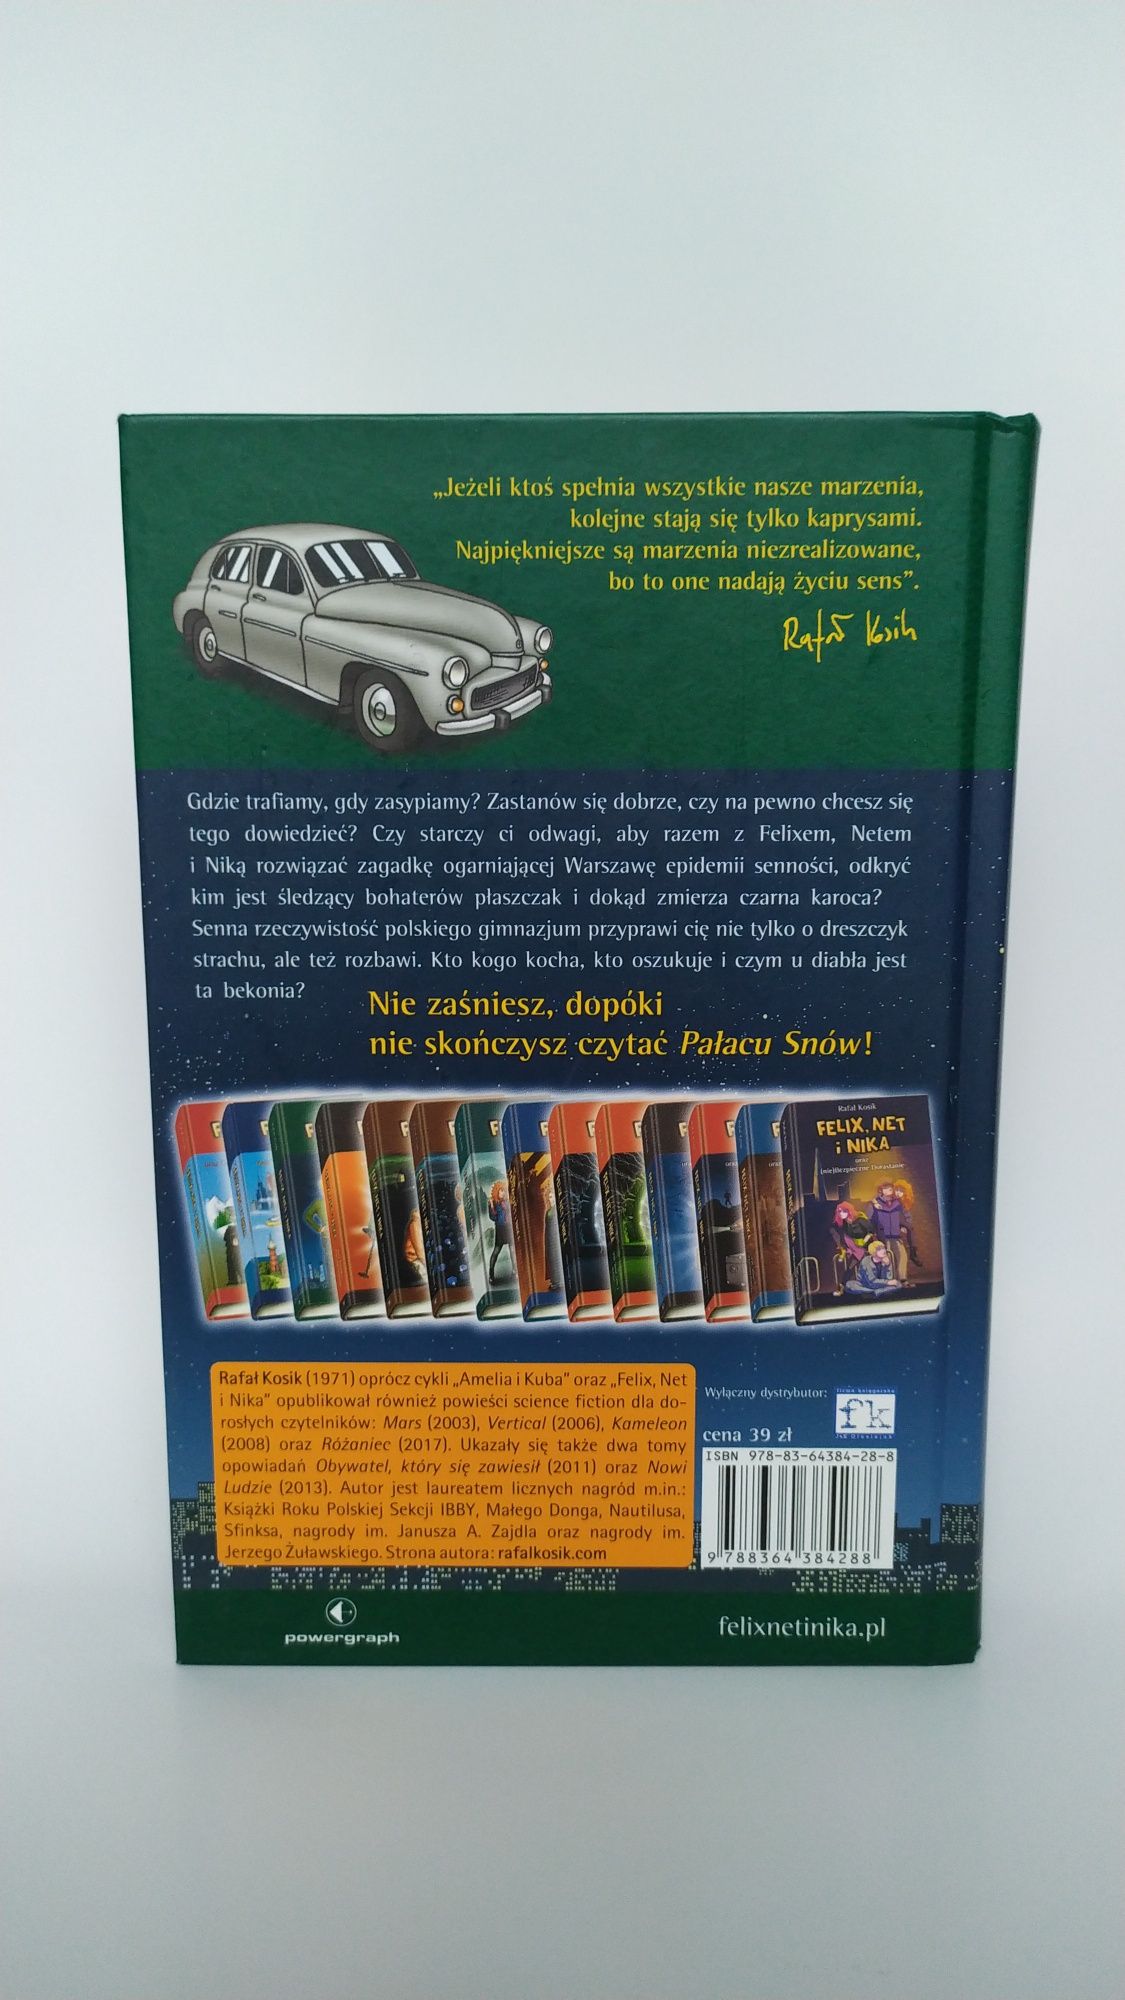 „Jeżeli ktoś spełnia wszystkie nasze marzenia,
kolejne stają się tylko kaprysami.
Najpiękniejsze są marzenia niezrealizowane,
bo to one nadają życiu sens”.
Rafał Kosik
Gdzie trafiamy, gdy zasypiamy? Zastanów się dobrze, czy na pewno chcesz się
tego dowiedzieć? Czy starczy ci odwagi, aby razem z Felixem, Netem
i Niką rozwiązać zagadkę ogarniającej Warszawę epidemii senności, odkryć
kim jest śledzący bohaterów płaszczak i dokąd zmierza czarna karoca?
Senna rzeczywistość polskiego gimnazjum przyprawi cię nie tylko o dreszczyk
strachu, ale też rozbawi. Kto kogo kocha, kto oszukuje i czym u diabła jest
ta bekonia?
Nie zaśniesz, dopóki
nie skończysz czytać Pałacu Snów!
Rafał Kosik
FELIX, NET
i NIKA
oraz
(nie)Bezpieczne Dorastanie
Rafał Kosik (1971) oprócz cykli „Amelia i Kuba” oraz „Felix, Net
i Nika” opublikował również powieści science fiction dla do-
rosłych czytelników: Mars (2003), Vertical (2006), Kameleon
(2008) oraz Różaniec (2017). Ukazały się także dwa tomy
opowiadań Obywatel, który się zawiesił (2011) oraz Nowi
Ludzie (2013). Autor jest laureatem licznych nagród m.in.:
Książki Roku Polskiej Sekcji IBBY, Małego Donga, Nautilusa,
Sfinksa, nagrody im. Janusza A. Zajdla oraz nagrody im.
Jerzego Żuławskiego. Strona autora: rafalkosik.com
Wyłączny dystrybutor:
firma księgarska
fk
cena 39 zł
ISBN 978-83-64384-28-8
9 788364 384288
powergraph
felixnetinika.pl